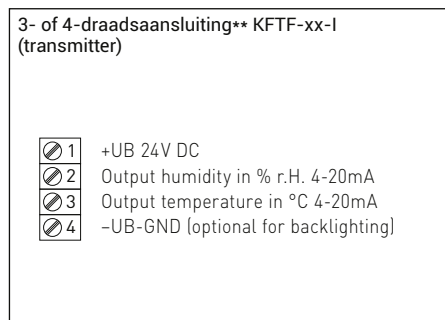 3- of 4-draadsaansluiting** KFTF-xx-I
(transmitter)
1 +UB 24V DC
2 Output humidity in % r.H. 4-20mA
3 Output temperature in °C 4-20mA
4 –UB-GND (optional for backlighting)